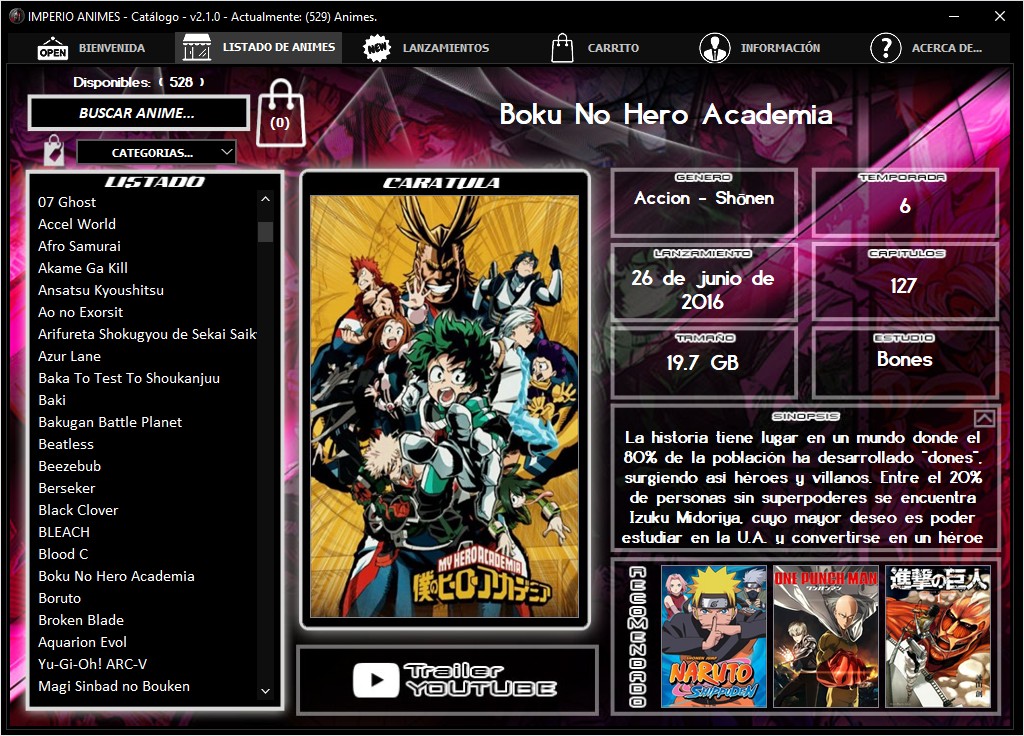 IMPERIO ANIMES - Catálogo - v2.1.0 - Actualmente: (529) Animes.
OPEN BIENVENIDA
LISTADO DE ANIMES
NEW LANZAMIENTOS
CARRITO
INFORMACIÓN
? ACERCA DE...
Disponibles: ( 528 )
BUSCAR ANIME...
(0)
CATEGORIAS...
LISTADO
07 Ghost
Accel World
Afro Samurai
Akame Ga Kill
Ansatsu Kyoushitsu
Ao no Exorsit
Arifureta Shokugyou de Sekai Saik
Azur Lane
Baka To Test To Shoukanjuu
Baki
Bakugan Battle Planet
Beatless
Beezebub
Berseker
Black Clover
BLEACH
Blood C
Boku No Hero Academia
Boruto
Broken Blade
Aquarion Evol
Yu-Gi-Oh! ARC-V
Magi Sinbad no Bouken
CARATULA
MY HERO ACADEMIA
僕のヒーローアカデミア
Trailer
YOUTUBE
Boku No Hero Academia
GENERO
Accion - Shōnen
TEMPORADA
6
LANZAMIENTO
26 de junio de
2016
CAPITULOS
127
TAMAÑO
19.7 GB
ESTUDIO
Bones
SINOPSIS
La historia tiene lugar en un mundo donde el
80% de la población ha desarrollado "dones",
surgiendo así héroes y villanos. Entre el 20%
de personas sin superpoderes se encuentra
Izuku Midoriya, cuyo mayor deseo es poder
estudiar en la U.A. y convertirse en un héroe
RECOMENDADO
NARUTO
SHIPPUDEN
ONE PUNCH MAN
ワンパンマン
進撃の巨人